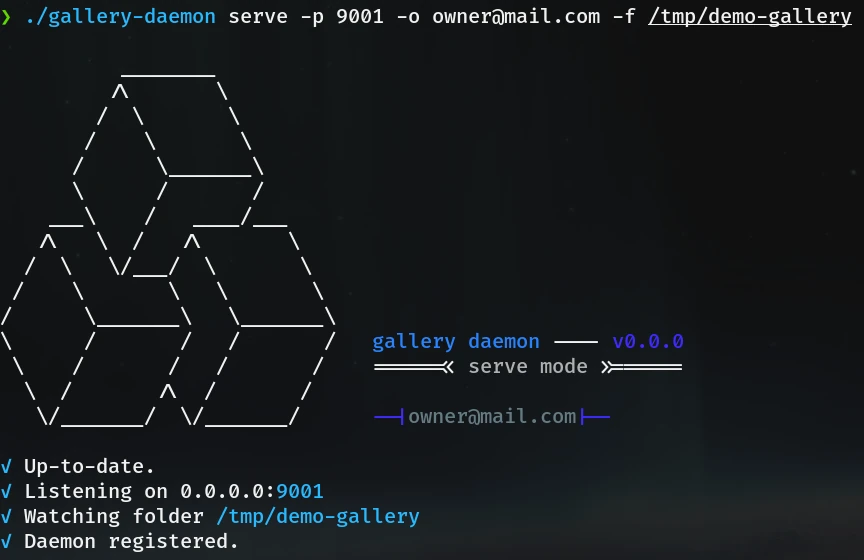 ❯ ./gallery-daemon serve -p 9001 -o owner@mail.com -f /tmp/demo-gallery
gallery daemon —— v0.0.0
serve mode
owner@mail.com
√ Up-to-date.
√ Listening on 0.0.0.0:9001
√ Watching folder /tmp/demo-gallery
√ Daemon registered.